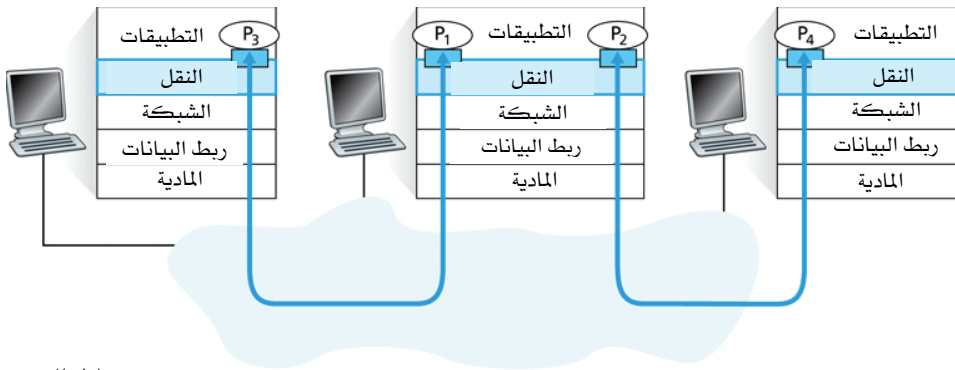 التطبيقات P3
النقل
الشبكة
ربط البيانات
المادية
P1 التطبيقات P2
النقل
الشبكة
ربط البيانات
المادية
P4 التطبيقات
النقل
الشبكة
ربط البيانات
المادية